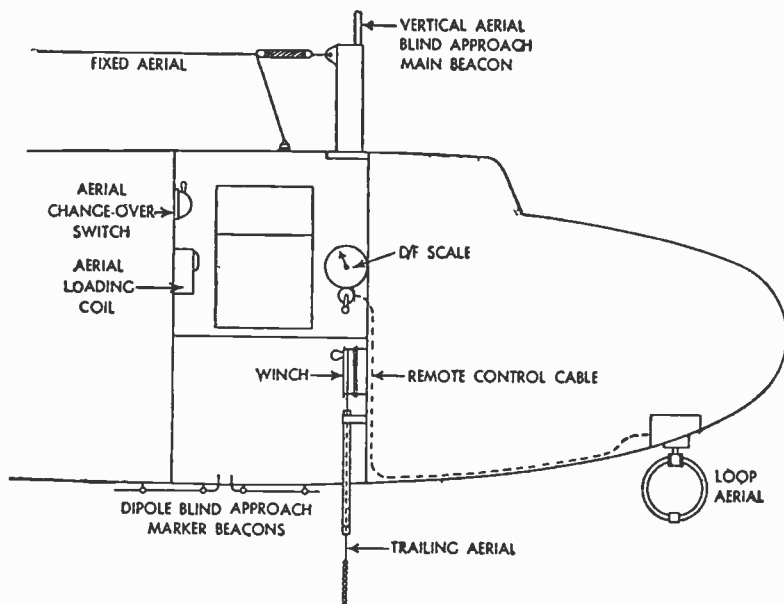 VERTICAL AERIAL
BLIND APPROACH
MAIN BEACON
FIXED AERIAL
AERIAL
CHANGE-OVER
SWITCH
D/F SCALE
AERIAL
LOADING
COIL
WINCH
REMOTE CONTROL CABLE
LOOP
AERIAL
DIPOLE BLIND APPROACH
MARKER BEACONS
TRAILING AERIAL